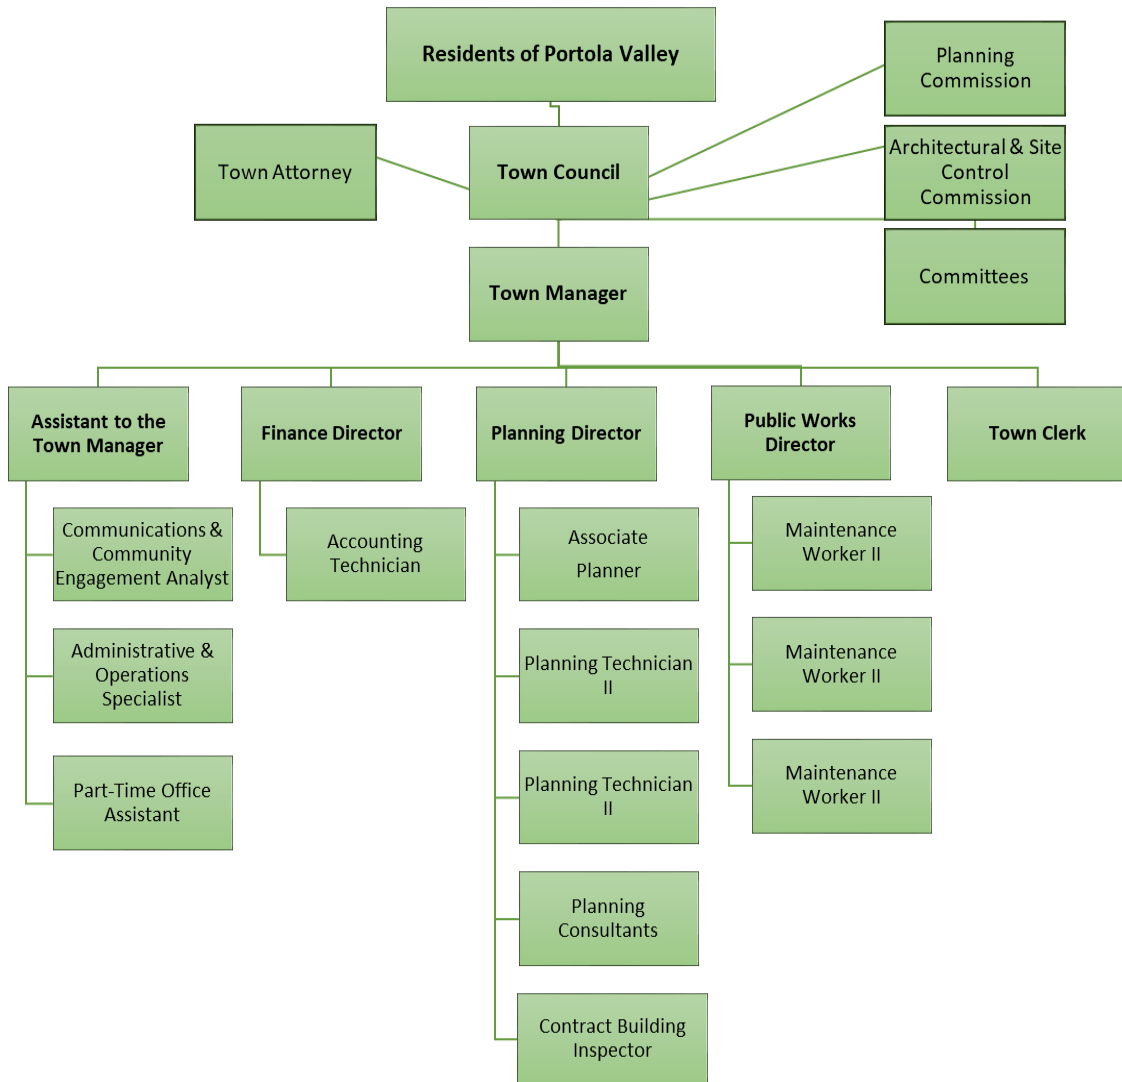 Residents of Portola Valley
Planning
Commission
Town Attorney
Town Council
Architectural & Site
Control
Commission
Town Manager
Committees
Assistant to the
Town Manager
Finance Director
Planning Director
Public Works
Director
Town Clerk
Communications &
Community
Engagement Analyst
Administrative &
Operations
Specialist
Part-Time Office
Assistant
Accounting
Technician
Associate
Planner
Planning Technician
II
Planning Technician
II
Planning
Consultants
Contract Building
Inspector
Maintenance
Worker II
Maintenance
Worker II
Maintenance
Worker II